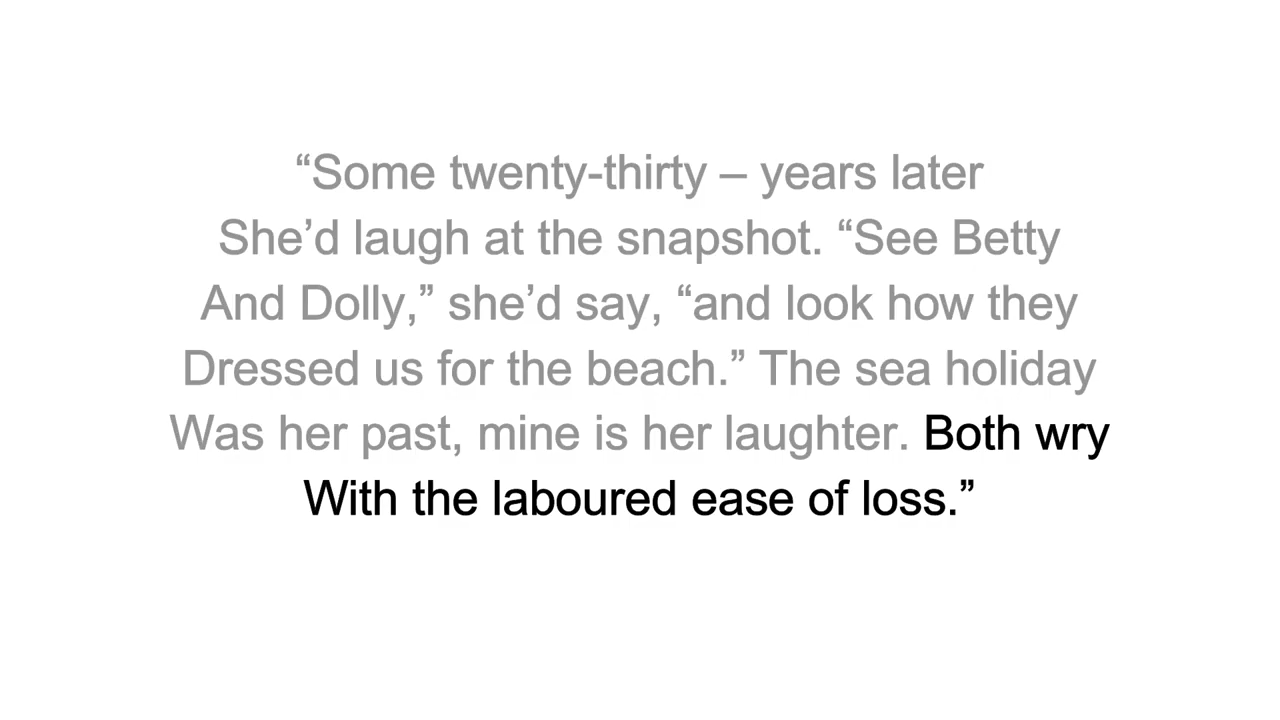 “Some twenty-thirty – years later
She’d laugh at the snapshot. “See Betty
And Dolly,” she’d say, “and look how they
Dressed us for the beach.” The sea holiday
Was her past, mine is her laughter. Both wry
With the laboured ease of loss.”